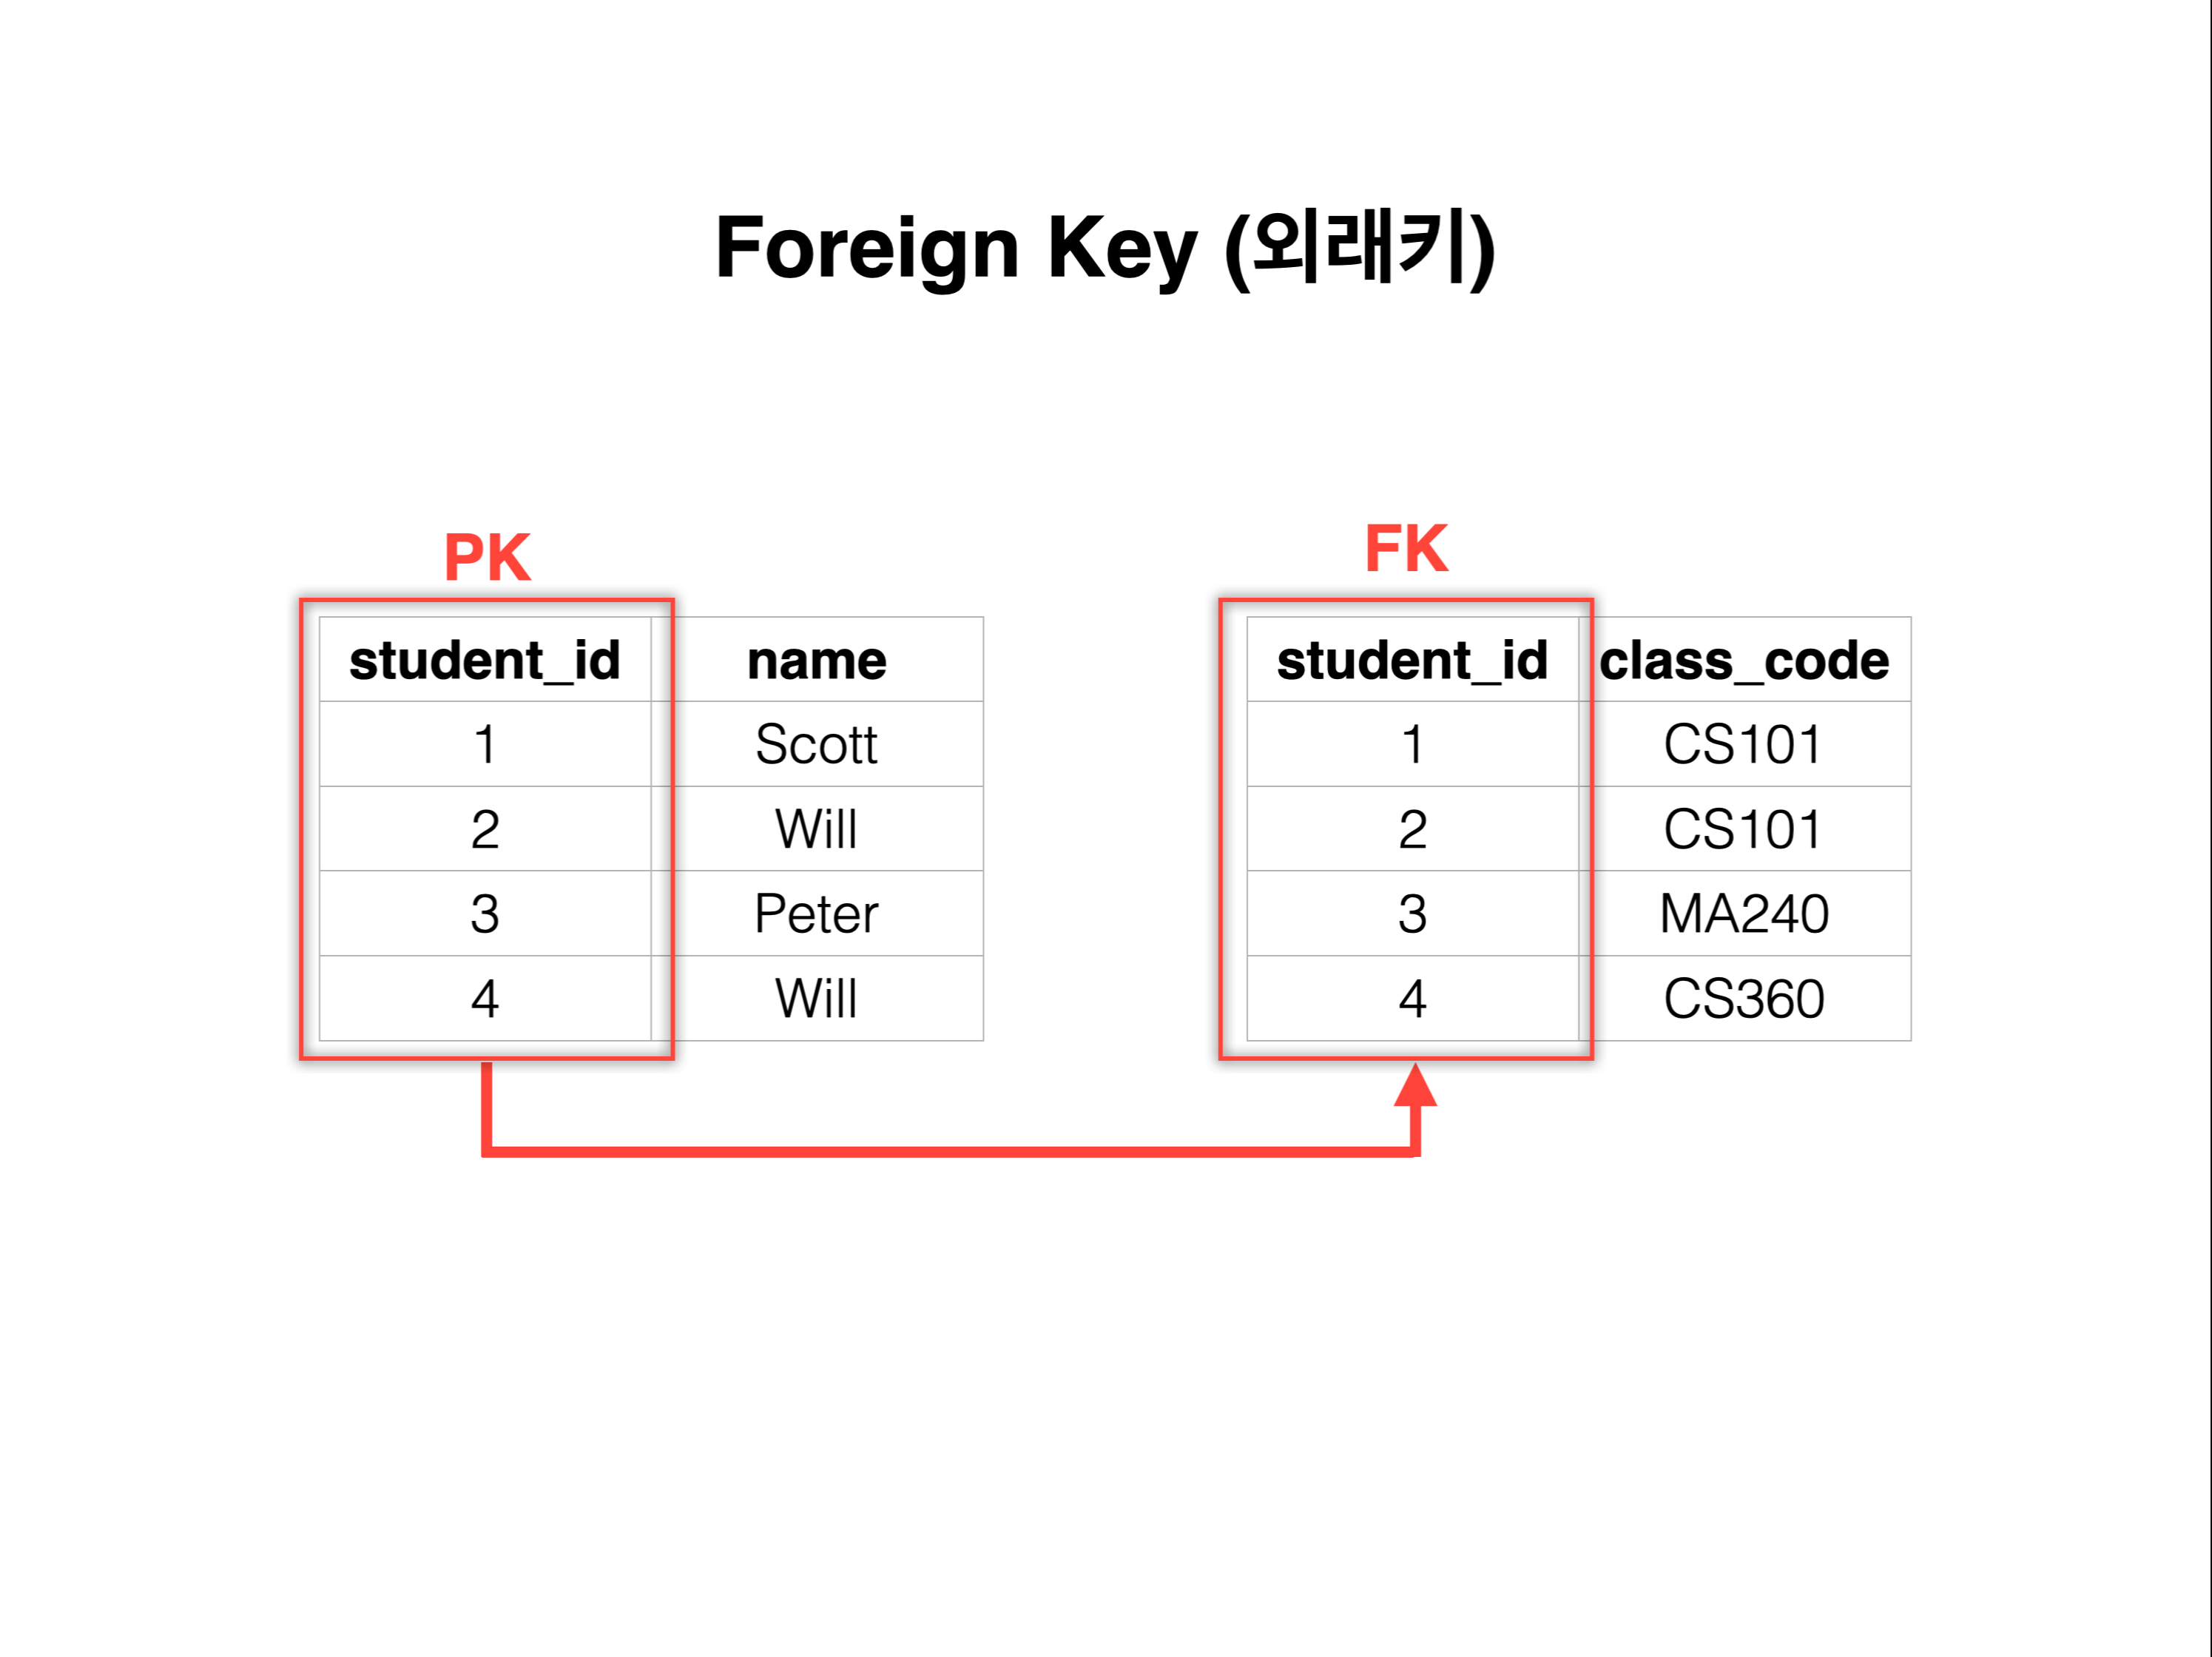 Foreign Key (외래키)
PK
FK
student_id name
1 Scott
2 Will
3 Peter
4 Will
student_id class_code
1 CS101
2 CS101
3 MA240
4 CS360